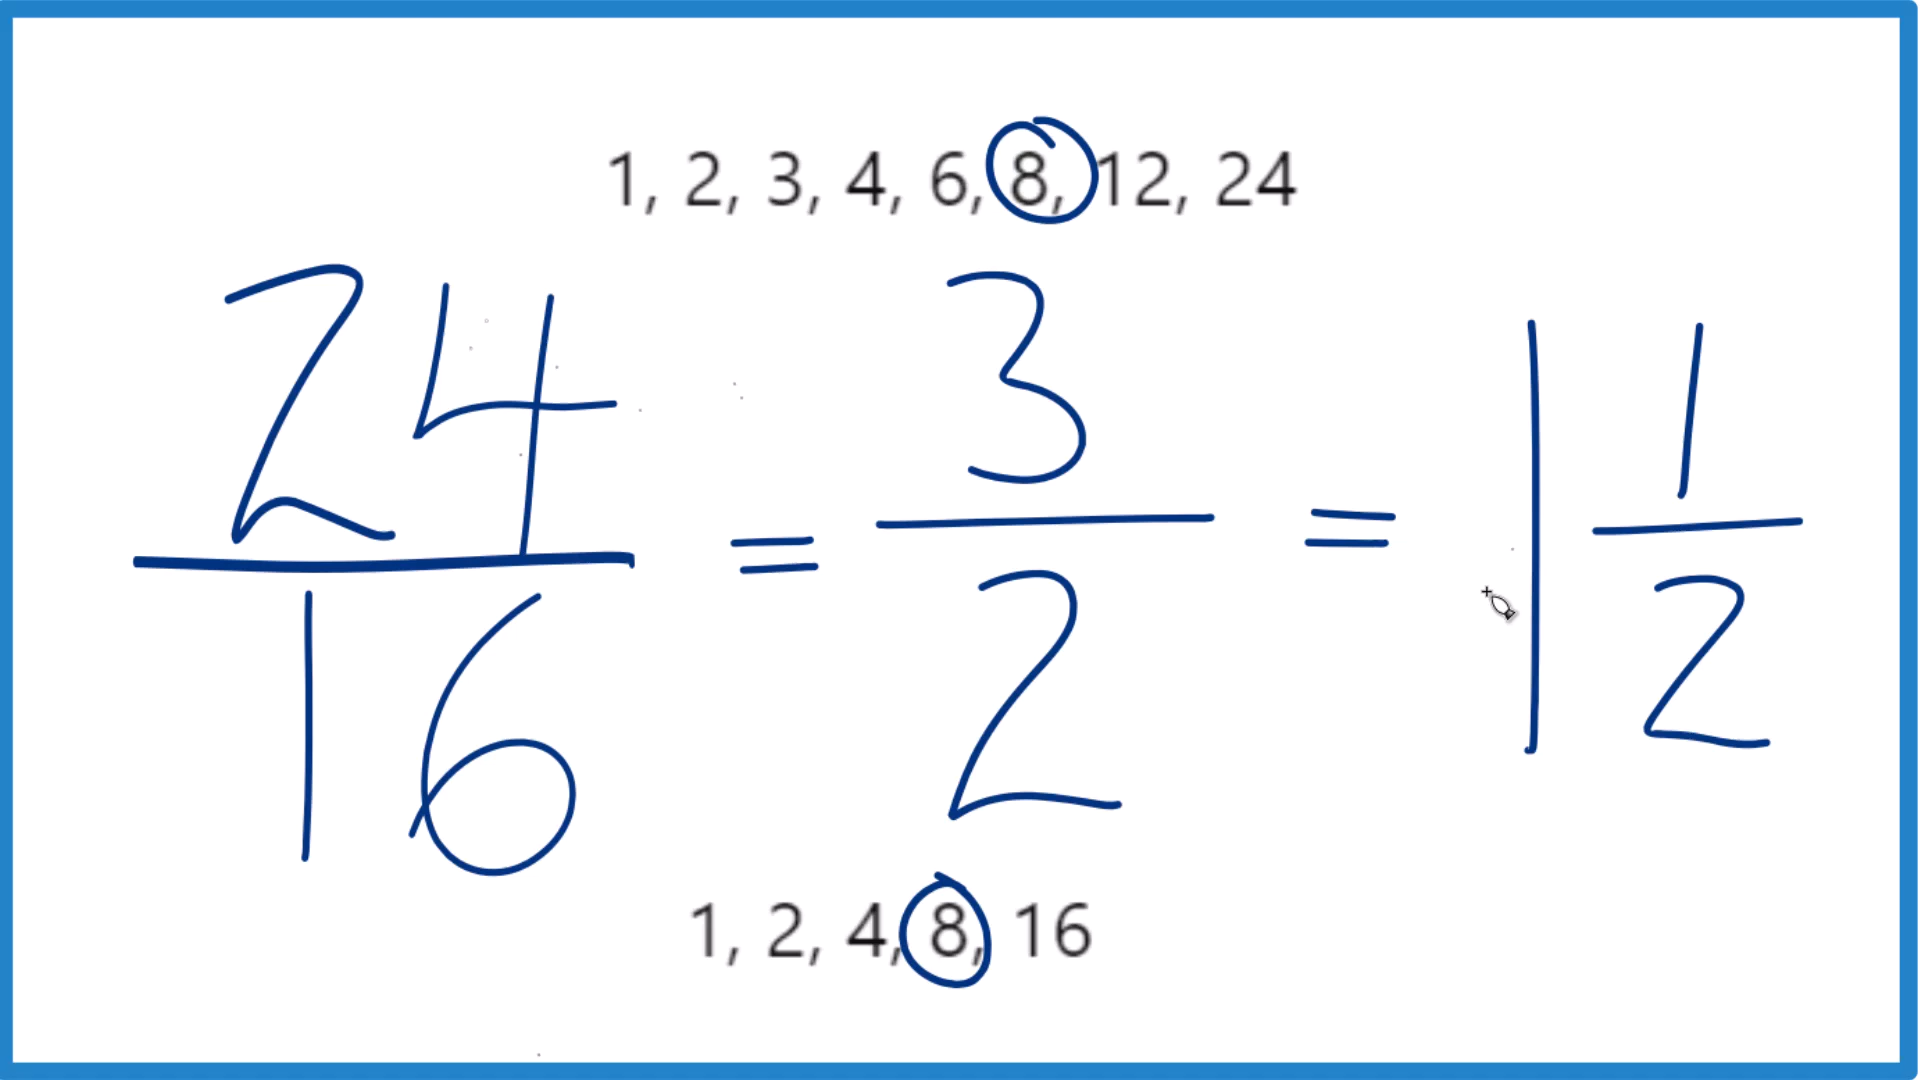 1, 2, 3, 4, 6, 8, 12, 24
24/16 = 3/2 = 1 1/2
1, 2, 4, 8, 16